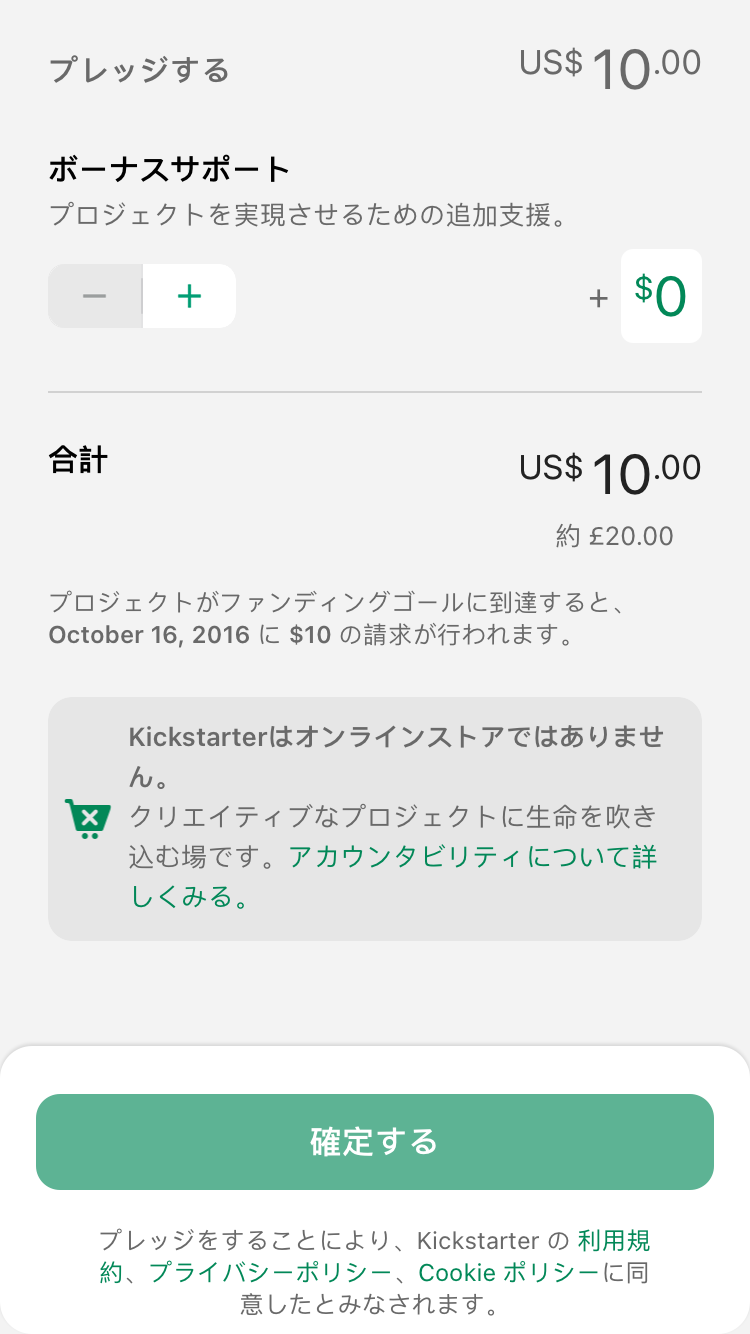 プレッジする US$ 10.00
ボーナスサポート
プロジェクトを実現させるための追加支援。
− + + $0
合計 US$ 10.00
約 £20.00
プロジェクトがファンディングゴールに到達すると、
October 16, 2016 に $10 の請求が行われます。
Kickstarterはオンラインストアではありませ
ん。
クリエイティブなプロジェクトに生命を吹き
込む場です。アカウンタビリティについて詳
しくみる。
確定する
プレッジをすることにより、Kickstarter の 利用規
約、プライバシーポリシー、Cookie ポリシーに同
意したとみなされます。